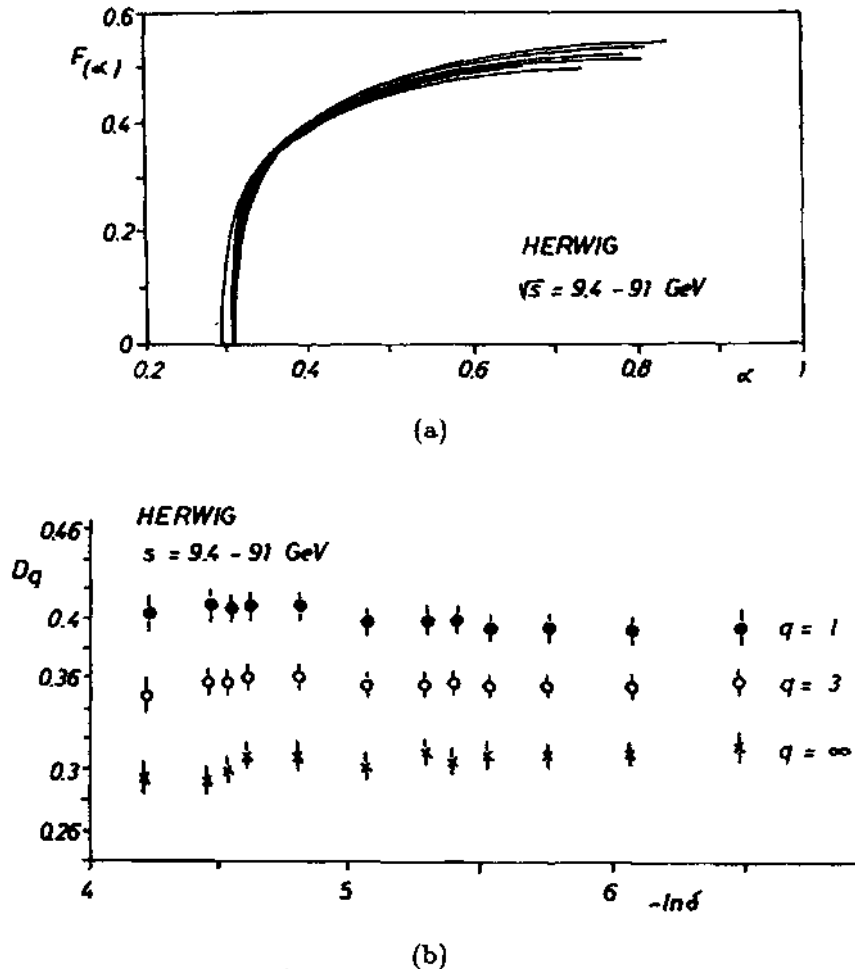 0.6
F(α)
0.4
0.2
0
HERWIG
√s = 9.4 - 91 GeV
0.2
0.4
0.6
0.8
α
1
(a)
0.46
HERWIG
s = 9.4 - 91 GeV
Dq
0.4
q = 1
0.36
q = 3
0.3
q = ∞
0.26
4
5
6
-lnδ
(b)